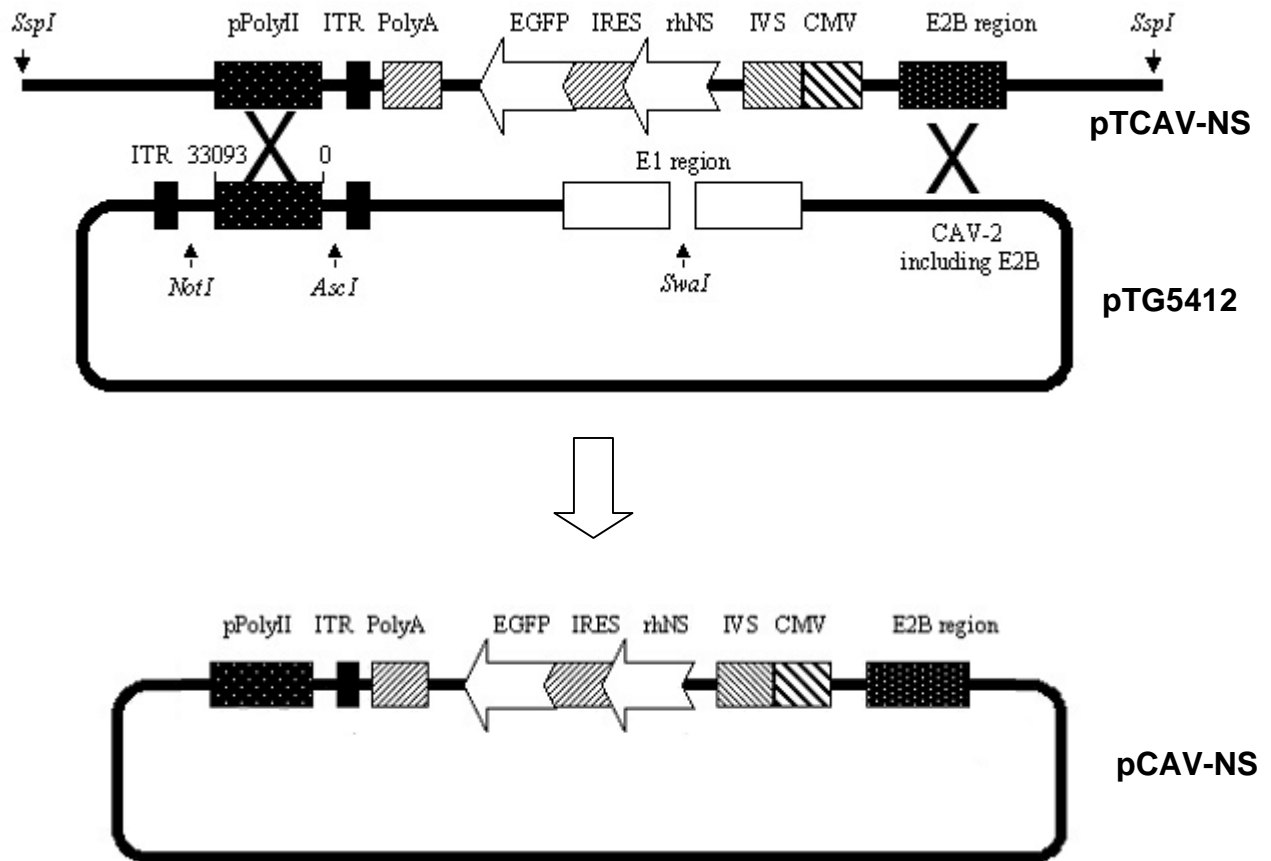 SspI pPolyII ITR PolyA EGFP IRES rhNS IVS CMV E2B region SspI
pTCAV-NS
ITR 33093 0 E1 region
CAV-2
including E2B
NotI AscI SwaI
pTG5412
pPolyII ITR PolyA EGFP IRES rhNS IVS CMV E2B region
pCAV-NS